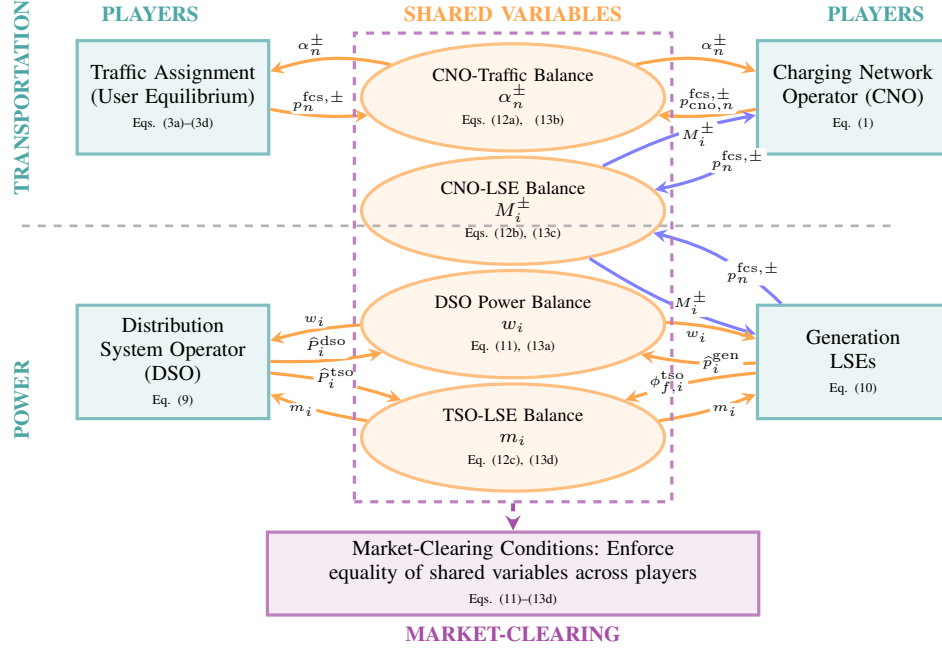 PLAYERS
SHARED VARIABLES
PLAYERS
TRANSPORTATION
POWER
Traffic Assignment
(User Equilibrium)
Eqs. (3a)–(3d)
α_n^±
p_n^{fcs,±}
CNO-Traffic Balance
α_n^±
Eqs. (12a), (13b)
α_n^±
p_{cno,n}^{fcs,±}
Charging Network
Operator (CNO)
Eq. (1)
M_i^±
p_n^{fcs,±}
CNO-LSE Balance
M_i^±
Eqs. (12b), (13c)
p_n^{fcs,±}
M_i^±
Distribution
System Operator
(DSO)
Eq. (9)
w_i
P̂_i^{dso}
P̂_i^{tso}
m_i
DSO Power Balance
w_i
Eq. (11), (13a)
w_i
p̂_i^{gen}
ϕ_{f,i}^{tso}
m_i
Generation
LSEs
Eq. (10)
TSO-LSE Balance
m_i
Eq. (12c), (13d)
Market-Clearing Conditions: Enforce
equality of shared variables across players
Eqs. (11)–(13d)
MARKET-CLEARING